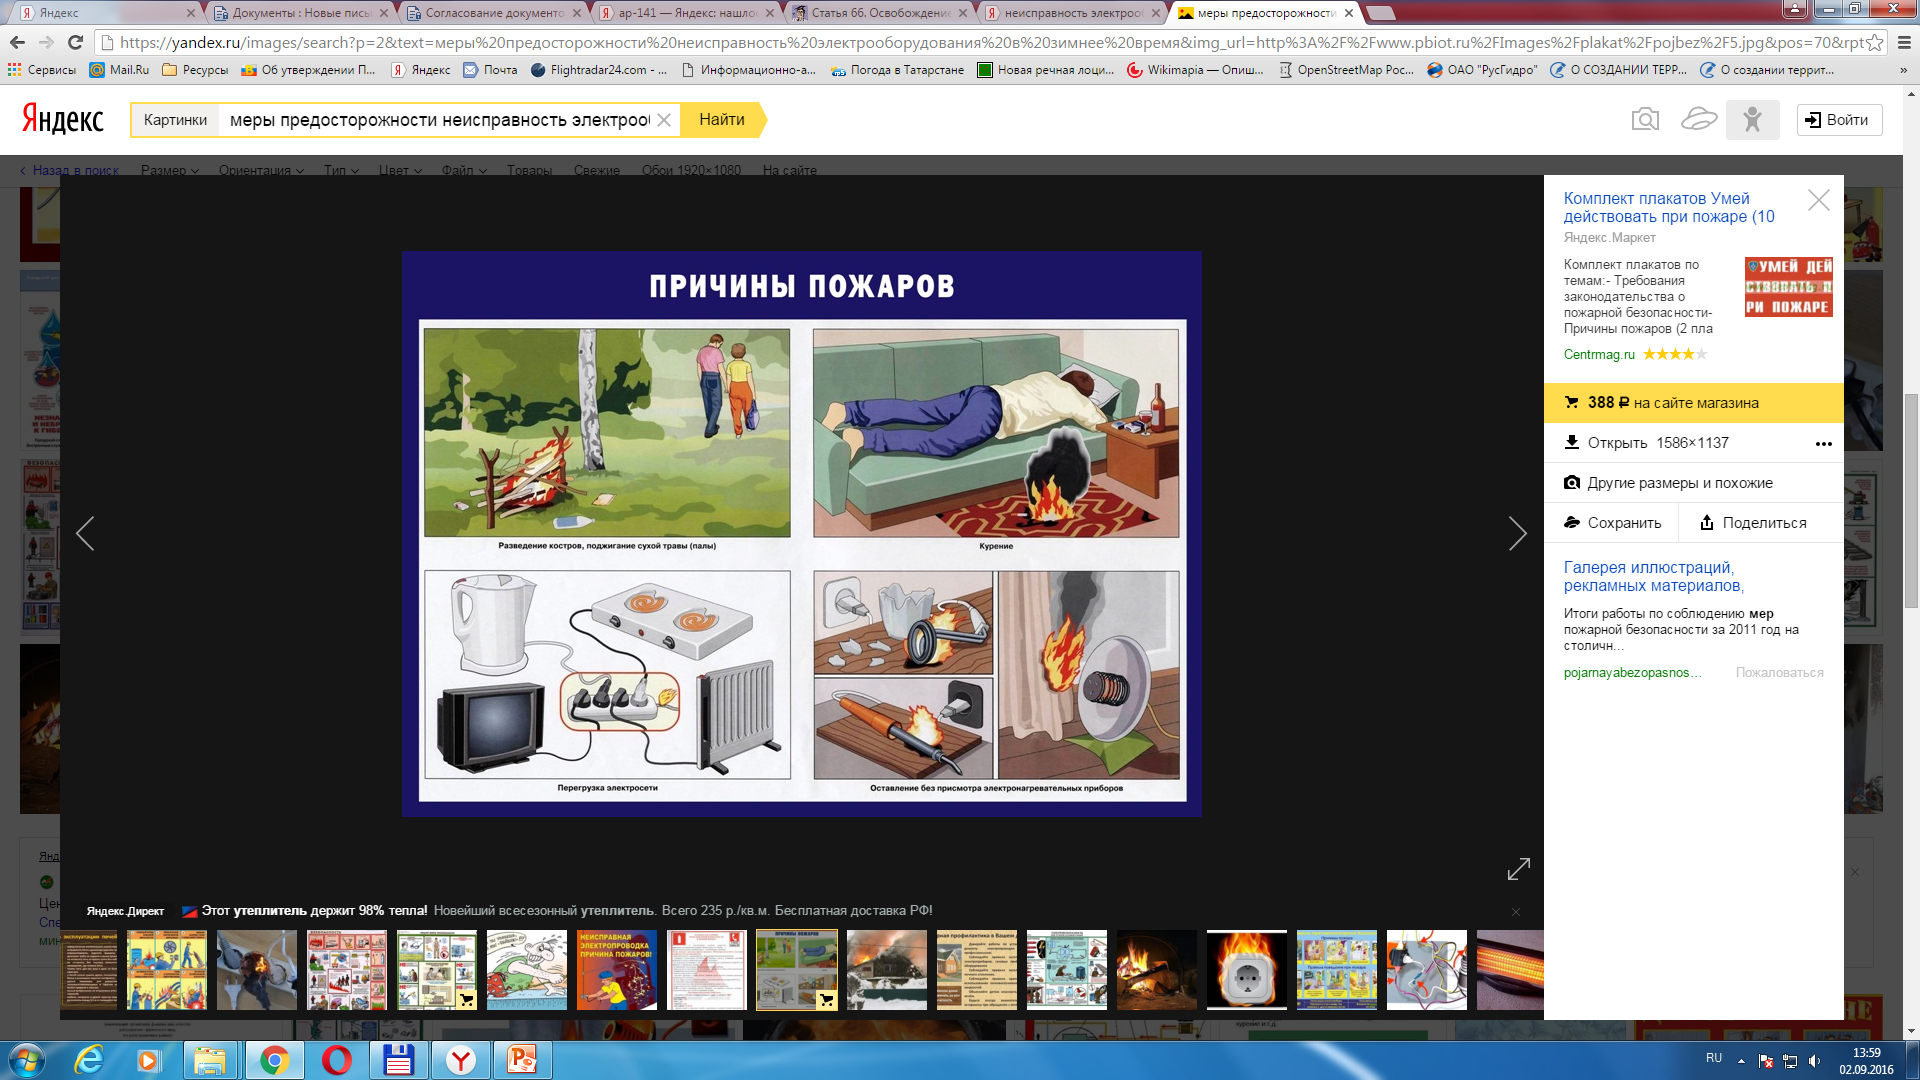 Яндекс
Документы : Новые пись
Согласование документо
ар-141 — Яндекс: нашлос
Статья 66. Освобождение
неисправность электрооб
меры предосторожности
https://yandex.ru/images/search?p=2&text=меры%20предосторожности%20неисправность%20электрооборудования%20в%20зимнее%20время&img_url=http%3A%2F%2Fwww.pbiot.ru%2FImages%2Fplakat%2Fpojbez%2F5.jpg&pos=70&rpt
Сервисы
Mail.Ru
Ресурсы
Об утверждении П...
Яндекс
Почта
Flightradar24.com - ...
Информационно-а...
Погода в Татарстане
Новая речная лоци...
Wikimapia — Опиш...
OpenStreetMap Рос...
ОАО "РусГидро"
О СОЗДАНИИ ТЕРР...
О создании террит...
»
Яндекс
Картинки
меры предосторожности неисправность электрооб
Найти
Войти
Назад в поиск
Размер
Ориентация
Тип
Цвет
Файл
Товары
Свежие
Обои 1920×1080
На сайте
ПРИЧИНЫ ПОЖАРОВ
Разведение костров, поджигание сухой травы (палы)
Курение
Перегрузка электросети
Оставление без присмотра электронагревательных приборов
Комплект плакатов Умей
действовать при пожаре (10
Яндекс.Маркет
Комплект плакатов по
темам:- Требования
законодательства о
пожарной безопасности-
Причины пожаров (2 пла
УМЕЙ ДЕЙ
РИ ПОЖАРЕ
Centrmag.ru
388 ₽ на сайте магазина
Открыть 1586×1137
Другие размеры и похожие
Сохранить
Поделиться
Галерея иллюстраций,
рекламных материалов,
Итоги работы по соблюдению мер
пожарной безопасности за 2011 год на
столичн...
pojarnayabezopasnos...
Пожаловаться
Яндекс.Директ
Этот утеплитель держит 98% тепла! Новейший всесезонный утеплитель. Всего 235 р./кв.м. Бесплатная доставка РФ!
НЕИСПРАВНАЯ
ЭЛЕКТРОПРОВОДКА
ПРИЧИНА ПОЖАРОВ!
RU
13:59
02.09.2016